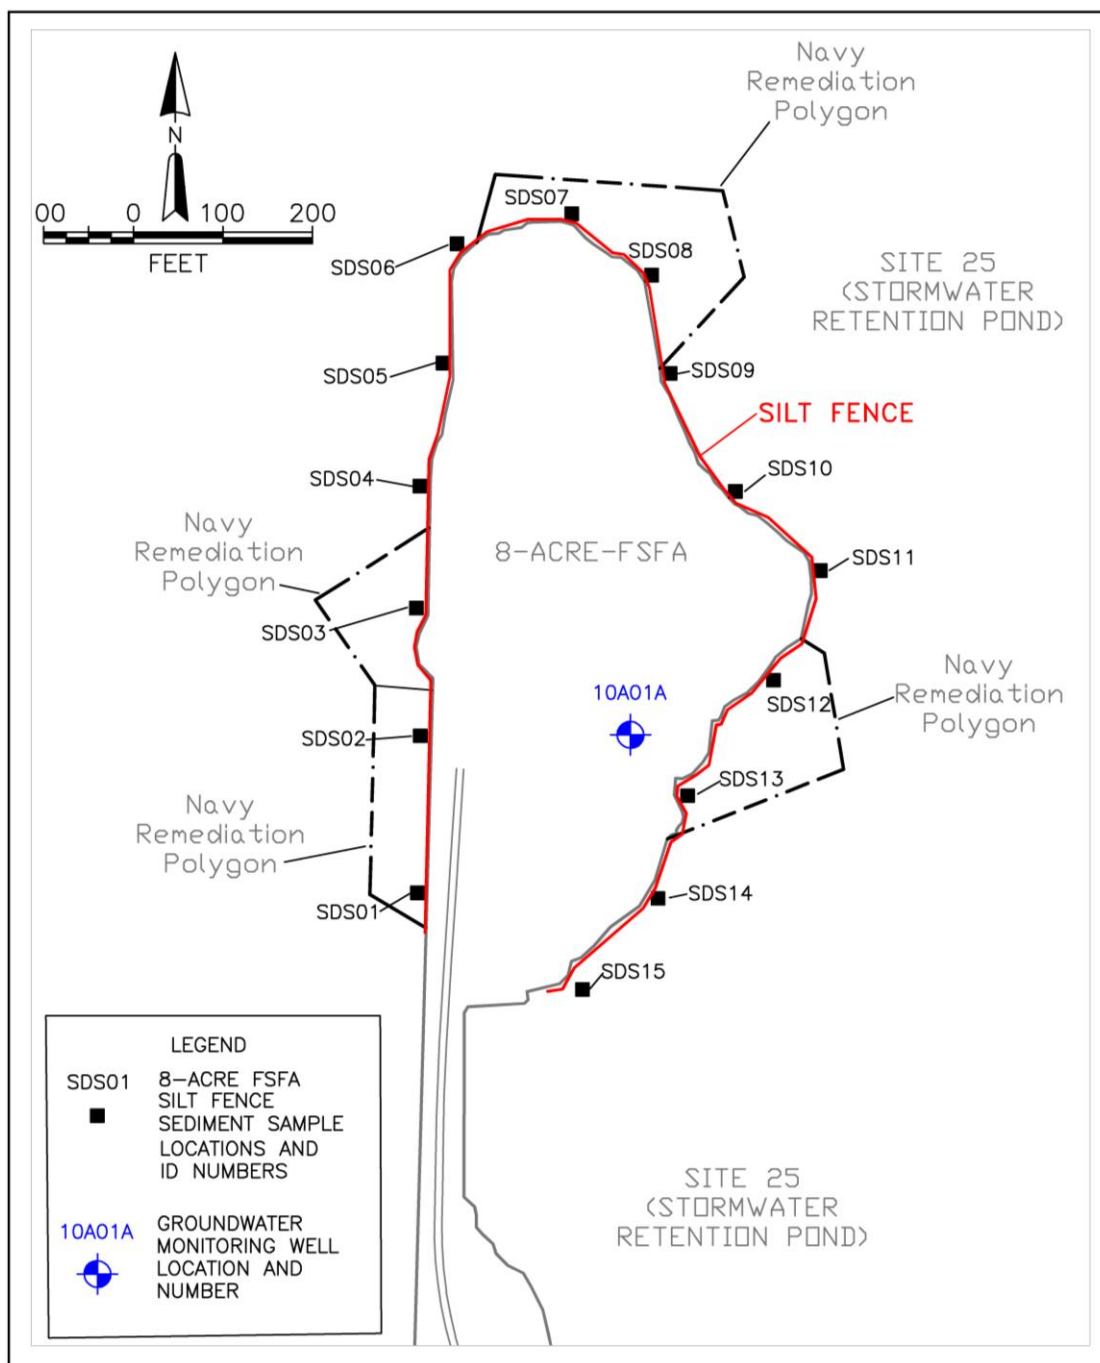 Navy
Remediation
Polygon
N
00 0 100 200
FEET
SDS07
SDS06
SDS08
SITE 25
(STORMWATER
RETENTION POND)
SDS05
SDS09
SILT FENCE
SDS04
SDS10
Navy
Remediation
Polygon
8-ACRE-FSFA
SDS11
SDS03
10A01A
Navy
Remediation
Polygon
SDS12
SDS02
SDS13
Navy
Remediation
Polygon
SDS01
SDS14
SDS15
LEGEND
SDS01
8-ACRE FSFA
SILT FENCE
SEDIMENT SAMPLE
LOCATIONS AND
ID NUMBERS
10A01A
GROUNDWATER
MONITORING WELL
LOCATION AND
NUMBER
SITE 25
(STORMWATER
RETENTION POND)